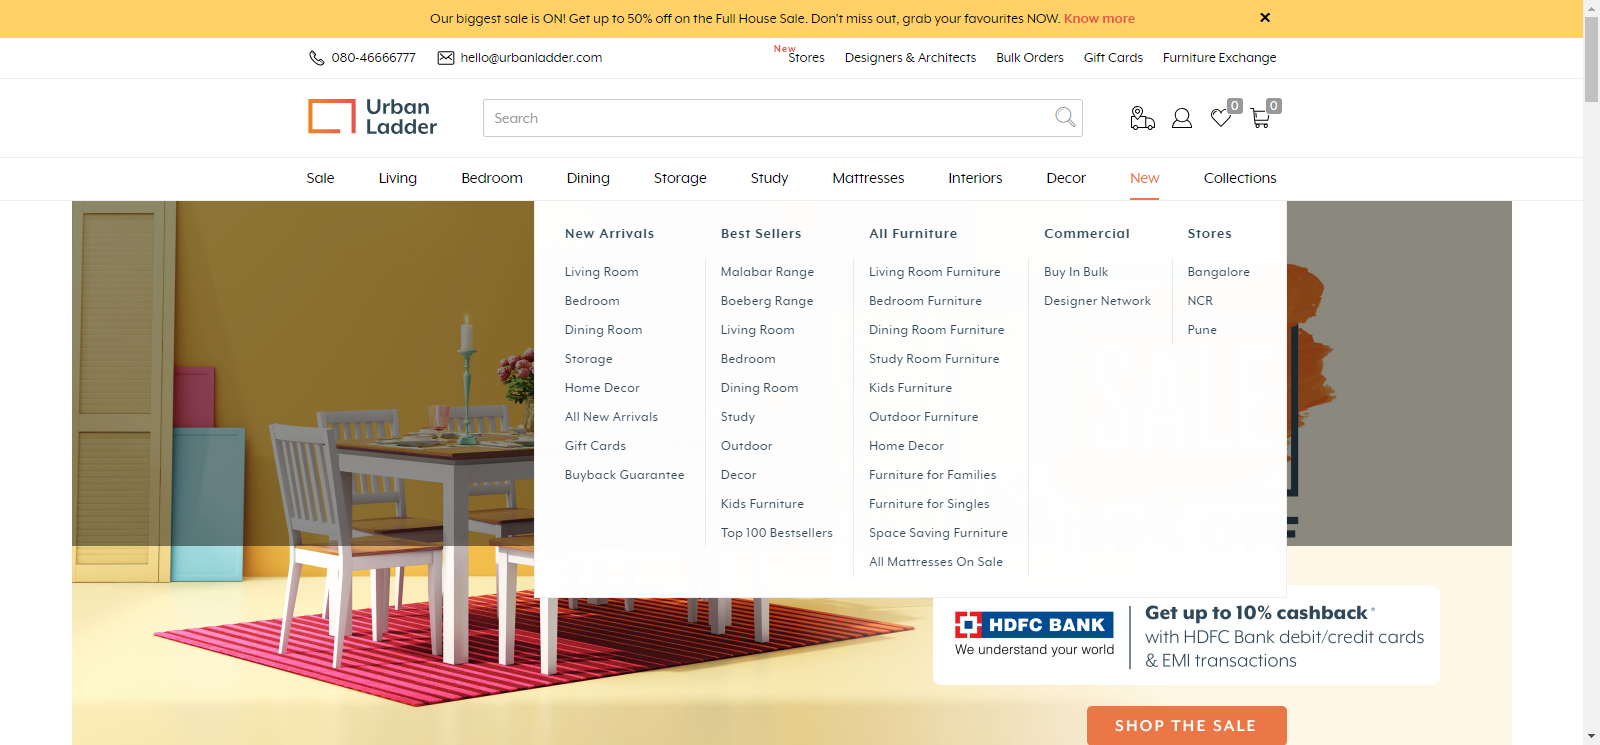 Our biggest sale is ON! Get up to 50% off on the Full House Sale. Don't miss out, grab your favourites NOW. Know more
080-46666777 hello@urbanladder.com New Stores Designers & Architects Bulk Orders Gift Cards Furniture Exchange
Urban
Ladder
Search
0 0
Sale Living Bedroom Dining Storage Study Mattresses Interiors Decor New Collections
New Arrivals
Living Room
Bedroom
Dining Room
Storage
Home Decor
All New Arrivals
Gift Cards
Buyback Guarantee
Best Sellers
Malabar Range
Boeberg Range
Living Room
Bedroom
Dining Room
Study
Outdoor
Decor
Kids Furniture
Top 100 Bestsellers
All Furniture
Living Room Furniture
Bedroom Furniture
Dining Room Furniture
Study Room Furniture
Kids Furniture
Outdoor Furniture
Home Decor
Furniture for Families
Furniture for Singles
Space Saving Furniture
All Mattresses On Sale
Commercial
Buy In Bulk
Designer Network
Stores
Bangalore
NCR
Pune
HDFC BANK
We understand your world
Get up to 10% cashback*
with HDFC Bank debit/credit cards
& EMI transactions
SHOP THE SALE